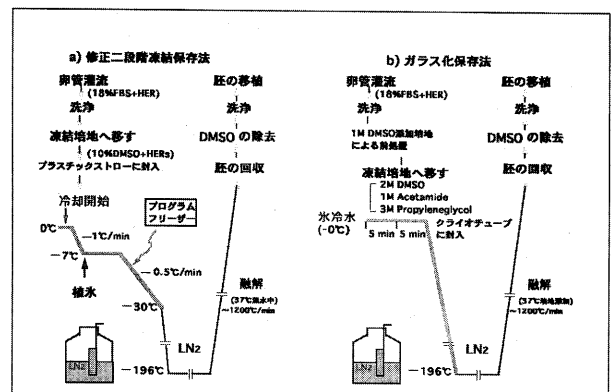 a) 修正二段階凍結保存法
卵管灌流
(18%FBS+HER)
洗浄
凍結培地へ移す
(10%DMSO+HERs)
プラスチックストローに封入
冷却開始
0℃
−1℃/min
−7℃
植氷
プログラム
フリーザー
−0.5℃/min
−30℃
LN2
−196℃
LN2
胚の移植
洗浄
DMSO の除去
胚の回収
融解
(37℃温水中)
~1200℃/min
b) ガラス化保存法
卵管灌流
(18%FBS+HER)
洗浄
1M DMSO添加培地
による前処置
凍結培地へ移す
2M DMSO
1M Acetamide
3M Propyleneglycol
氷冷水
(-0℃)
5 min 5 min
クライオチューブ
に封入
LN2
−196℃
LN2
胚の移植
洗浄
DMSO の除去
胚の回収
融解
(37℃培地添加)
~1200℃/min